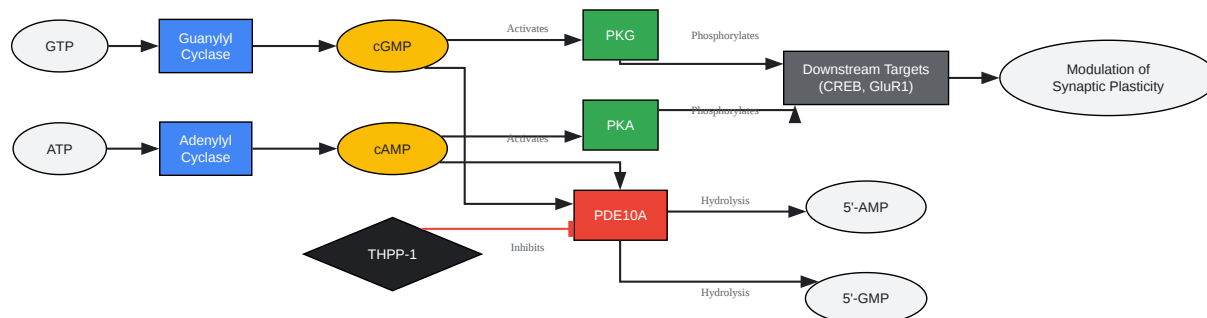 GTP
Guanylyl
Cyclase
cGMP
Activates
PKG
Phosphorylates
Downstream Targets
(CREB, GluR1)
Modulation of
Synaptic Plasticity
ATP
Adenylyl
Cyclase
cAMP
Activates
PKA
Phosphorylates
THPP-1
Inhibits
PDE10A
Hydrolysis
5'-AMP
Hydrolysis
5'-GMP